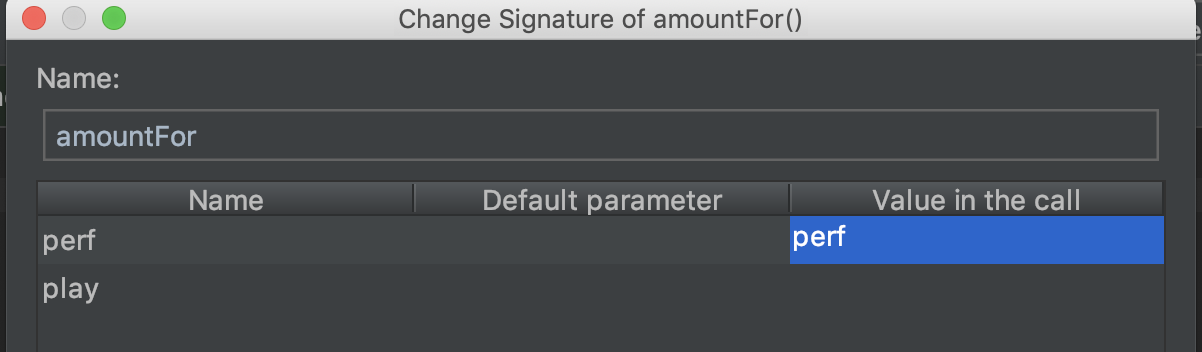 Change Signature of amountFor()
Name:
amountFor
Name Default parameter Value in the call
perf perf
play